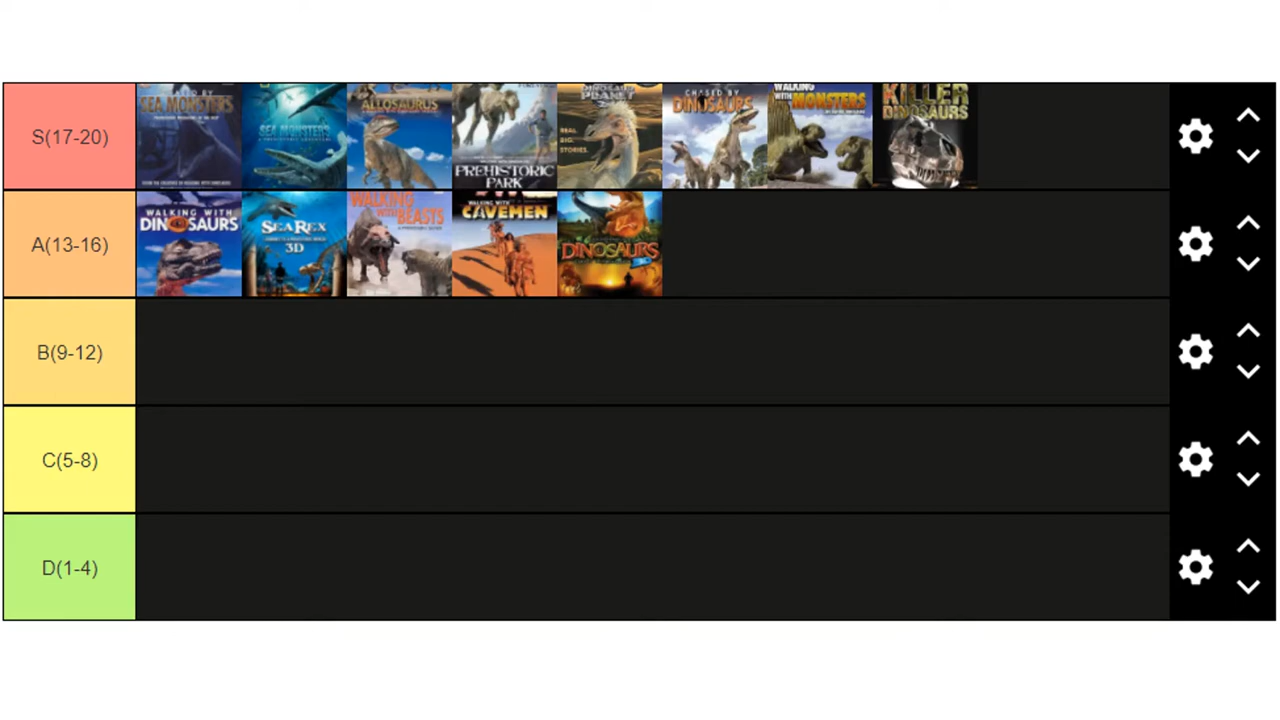 S(17-20)
SEA MONSTERS
SEA MONSTERS
ALLOSAURUS
PREHISTORIC
PARK
DINOSAUR
PLANET
REAL
BIG
STORIES.
CHASED BY
DINOSAURS
WALKING
WITH MONSTERS
KILLER
DINOSAURS
A(13-16)
WALKING WITH
DINOSAURS
SEA REX
3D
WALKING
WITH BEASTS
WALKING WITH
CAVEMEN
DINOSAURS
B(9-12)
C(5-8)
D(1-4)